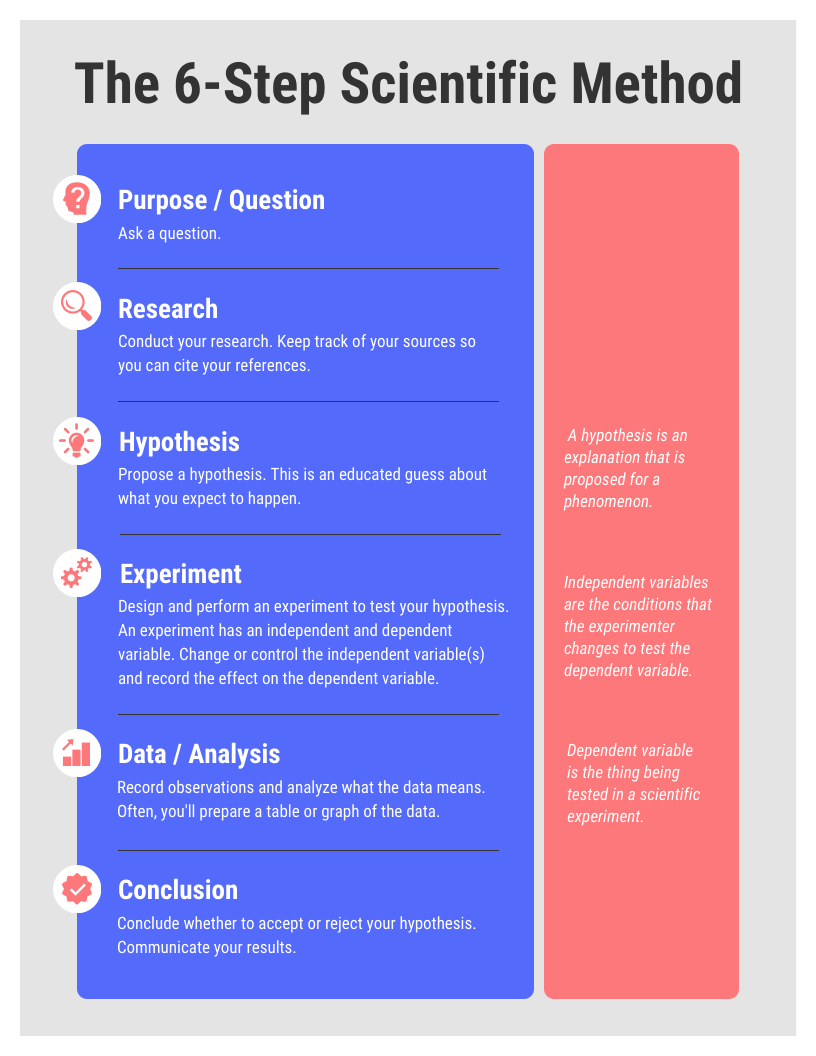 The 6-Step Scientific Method
Purpose / Question
Ask a question.
Research
Conduct your research. Keep track of your sources so
you can cite your references.
Hypothesis
Propose a hypothesis. This is an educated guess about
what you expect to happen.
A hypothesis is an
explanation that is
proposed for a
phenomenon.
Experiment
Design and perform an experiment to test your hypothesis.
An experiment has an independent and dependent
variable. Change or control the independent variable(s)
and record the effect on the dependent variable.
Independent variables
are the conditions that
the experimenter
changes to test the
dependent variable.
Data / Analysis
Record observations and analyze what the data means.
Often, you'll prepare a table or graph of the data.
Dependent variable
is the thing being
tested in a scientific
experiment.
Conclusion
Conclude whether to accept or reject your hypothesis.
Communicate your results.